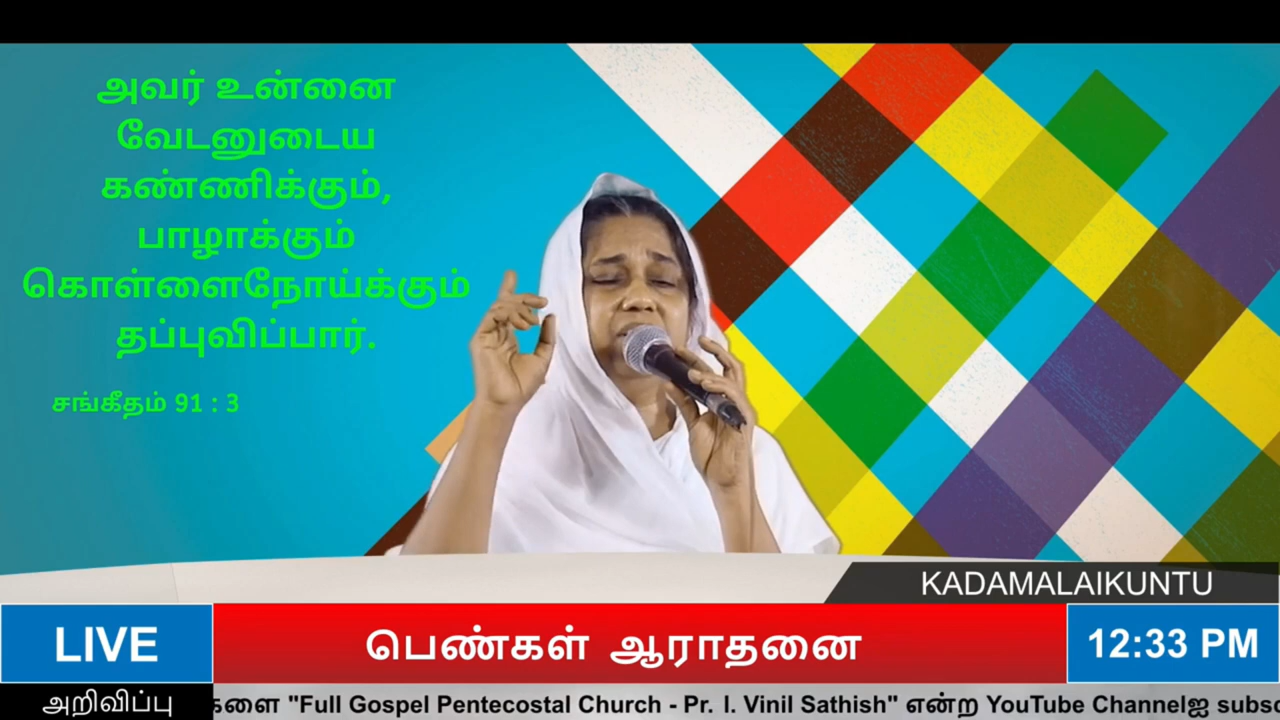 அவர் உன்னை
வேடனுடைய
கண்ணிக்கும்,
பாழாக்கும்
கொள்ளைநோய்க்கும்
தப்புவிப்பார்.
சங்கீதம் 91 : 3
KADAMALAIKUNTU
LIVE
பெண்கள் ஆராதனை
12:33 PM
அறிவிப்பு
களை "Full Gospel Pentecostal Church - Pr. I. Vinil Sathish" என்ற YouTube Channelஐ subsc